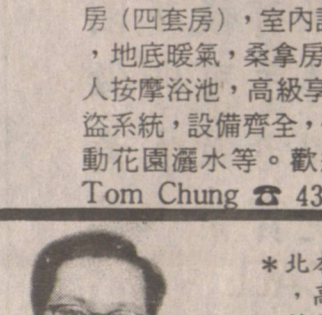 房（四套房），室內
，地底暖氣，桑拿房
人按摩浴池，高級享
盜系統，設備齊全，
動花園灑水等。歡
Tom Chung ☎ 43
＊北
，